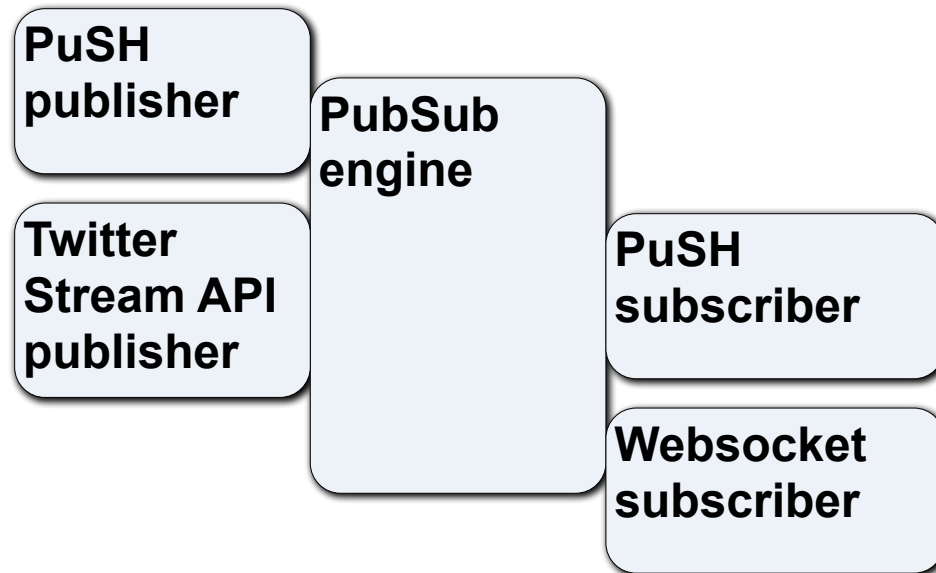 PuSH
publisher
PubSub
engine
Twitter
Stream API
publisher
PuSH
subscriber
Websocket
subscriber